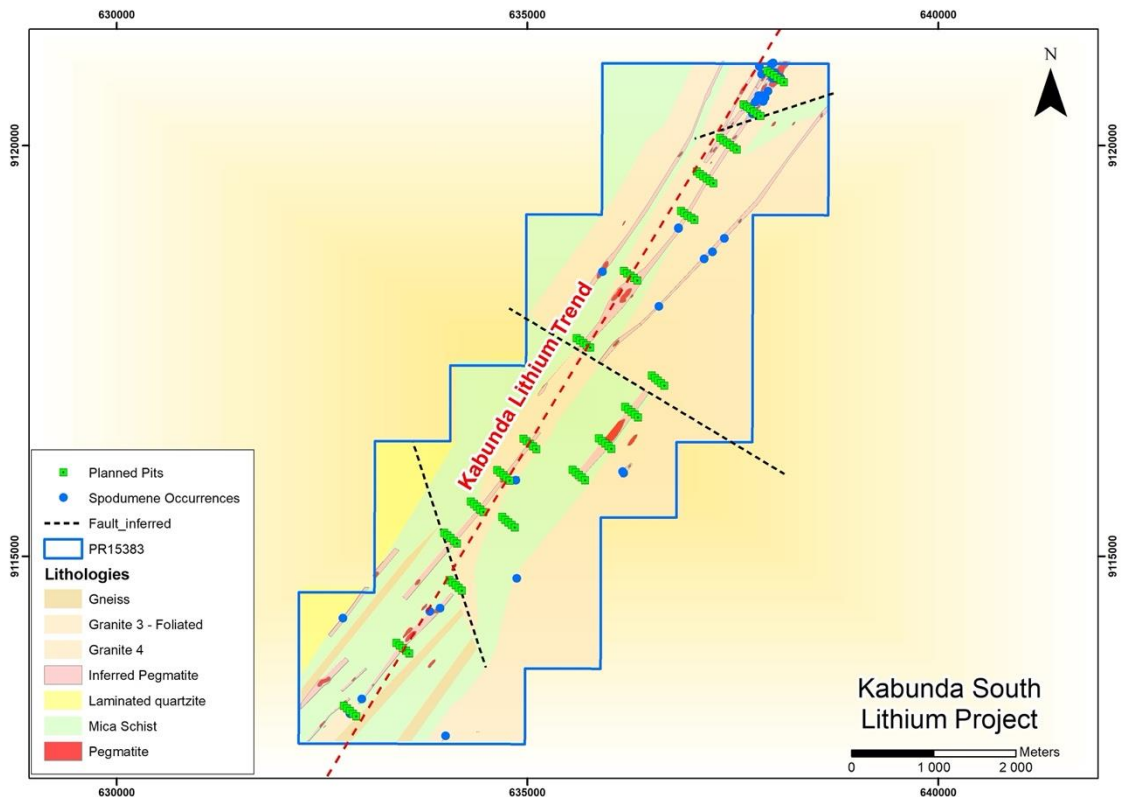 630000
635000
640000
N
9120000
9120000
Kabunda Lithium Trend
9115000
9115000
Planned Pits
Spodumene Occurrences
Fault_inferred
PR15383
Lithologies
Gneiss
Granite 3 - Foliated
Granite 4
Inferred Pegmatite
Laminated quartzite
Mica Schist
Pegmatite
Kabunda South
Lithium Project
Meters
0 1 000 2 000
630000
635000
640000